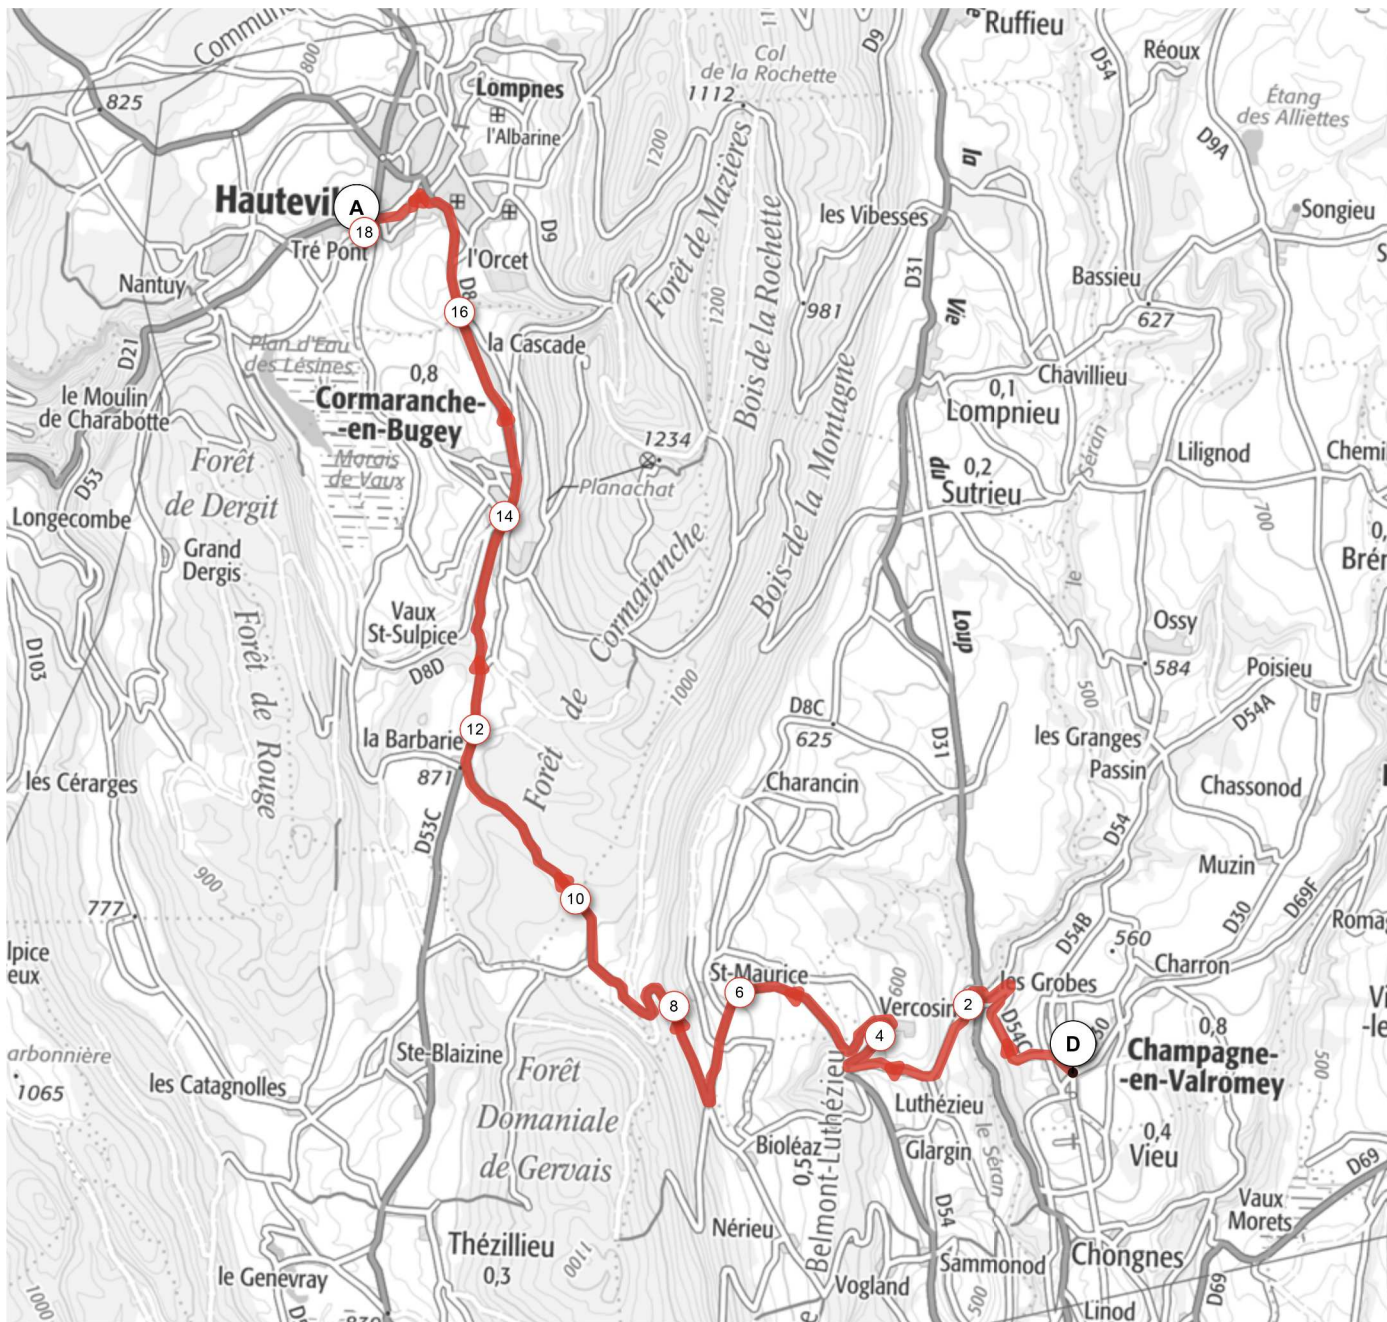 Ruffieu
D9
Col
de la Rochette
1112
D54
Réoux
Lompnes
800
825
l'Albarine
Étang
des Alliettes
D9A
1200
Forêt de Mazières
la
Hautevil
A
18
Tré Pont
l'Orcet
D9
les Vibesses
Songieu
Bois de la Rochette
D31
Bassieu
Nantuy
D8
16
1200
981
Vie
627
D21
Plan d'Eau
des Lésines
la Cascade
0,8
le Moulin
de Charabotte
Cormaranche-
-en-Bugey
Bois de la Montagne
0,1
Lompnieu
Chavillieu
Forêt
de Dergit
Marais
de Vaux
1234
Planachat
du
0,2
Sutrieu
Séran
le
Lilignod
D53
Longecombe
14
700
Grand
Dergis
Forêt de Rouge
Vaux
St-Sulpice
D8D
Forêt de Cormaranche
1000
Loup
Ossy
584
500
Poisieu
D54A
D103
12
la Barbarie
871
D8C
625
D31
les Granges
Passin
les Cérarges
D53C
Charancin
D54
Chassonod
900
Muzin
D30
D69F
777
10
D54B
560
Charron
St-Maurice
6
8
600
Vercosin
2
les Grobes
D54C
4
D
0,8
Champagne-
-en-Valromey
500
arbonnière
1065
les Catagnolles
Ste-Blaizine
Forêt
Domaniale
de Gervais
Luthézieu
Bioléaz
0,5
Belmont-Luthézieu
Glargin
le Séran
0,4
Vieu
D69
Vaux
Morets
Nérieu
D54
Thézillieu
0,3
1100
Sammonod
Chongnes
le Genevray
Vogland
500
D69
Linod
1000